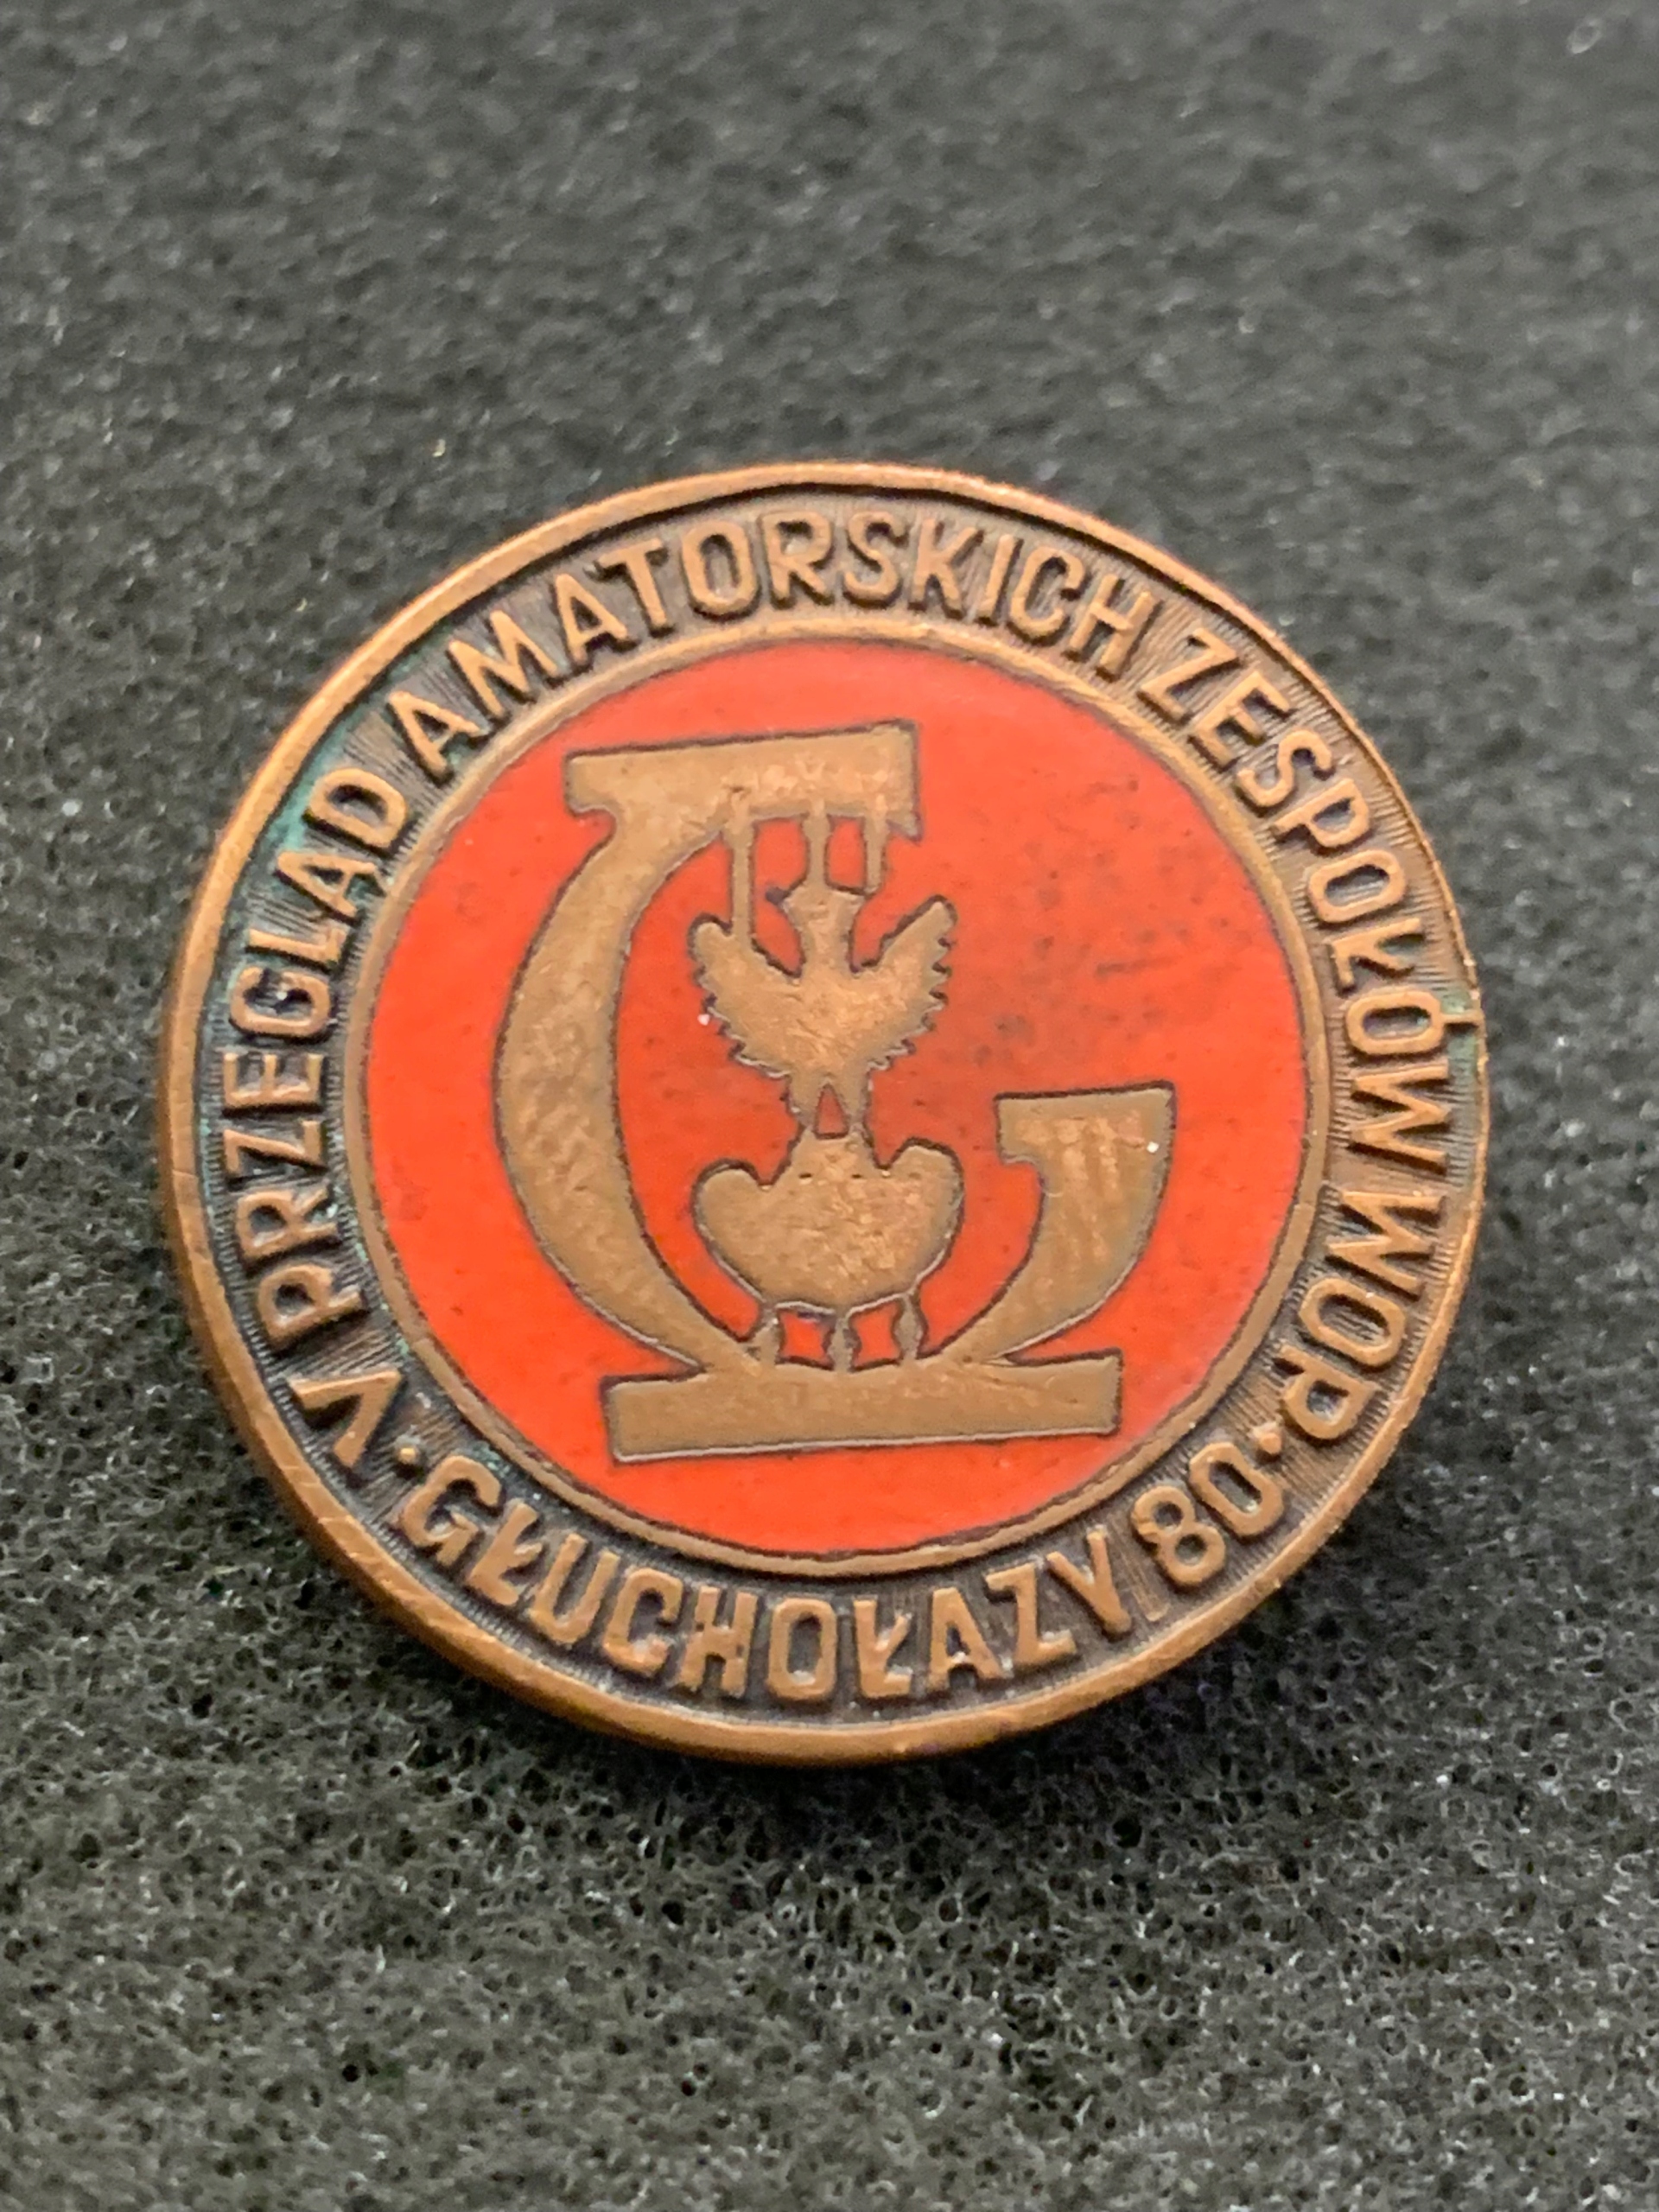 V PRZEGLĄD AMATORSKICH ZESPOŁÓW WOP
GŁUCHOŁAZY 80